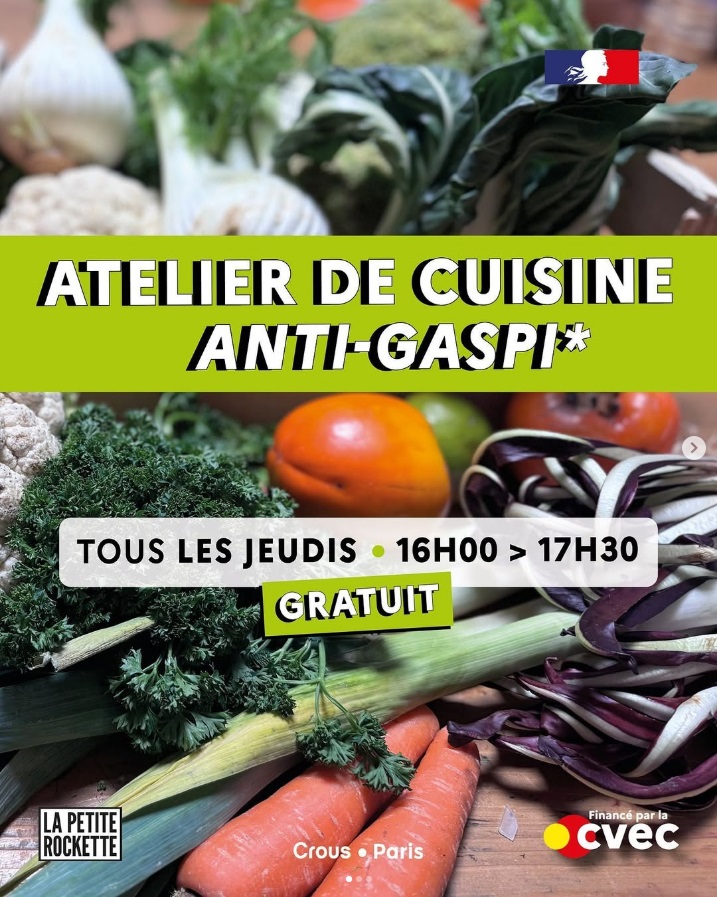 ATELIER DE CUISINE
ANTI-GASPI*
TOUS LES JEUDIS • 16H00 > 17H30
GRATUIT
LA PETITE
ROCKETTE
Crous • Paris
Financé par la
cvec